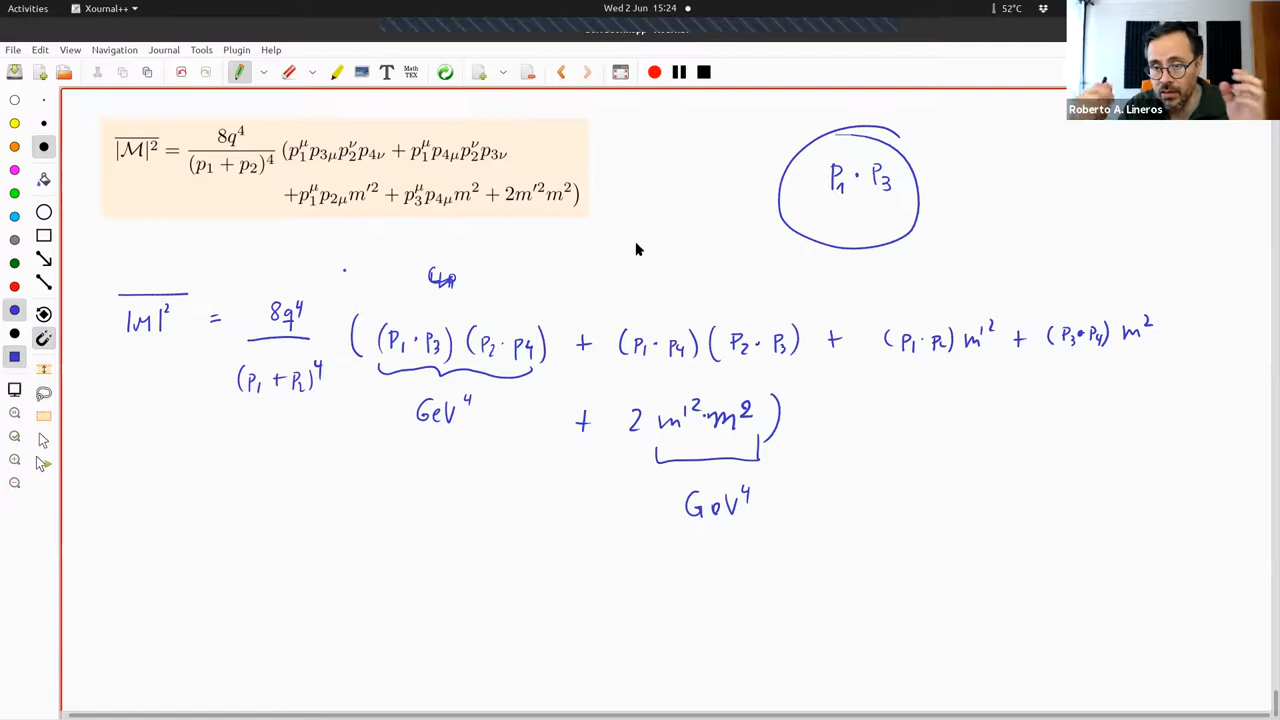 Activities Xournal++ Wed 2 Jun 15:24 52°C
File Edit View Navigation Journal Tools Plugin Help
T Math TEX
Roberto A. Lineros
|M|² = 8q⁴ / (p₁ + p₂)⁴ (p₁^μ p₃μ p₂^ν p₄ν + p₁^μ p₄μ p₂^ν p₃ν
+p₁^μ p₂μ m′² + p₃^μ p₄μ m² + 2m′²m²)
P₁ · P₃
|M|² = 8q⁴ / (P₁ + P₂)⁴ ( (P₁ · P₃) (P₂ · P₄) + (P₁ · P₄) (P₂ · P₃) + (P₁ · P₂) m′² + (P₃ · P₄) m²
GeV⁴ + 2 m′² · m² )
GeV⁴